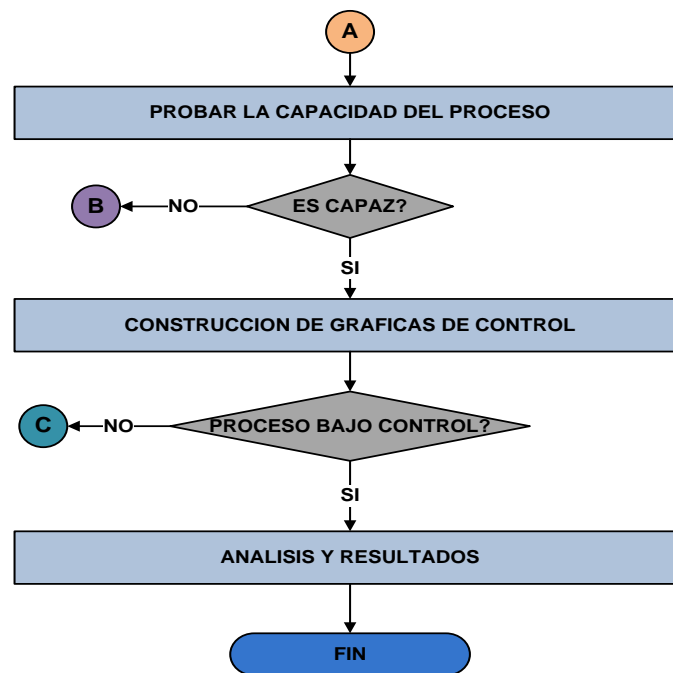 A
PROBAR LA CAPACIDAD DEL PROCESO
B
NO
ES CAPAZ?
SI
CONSTRUCCION DE GRAFICAS DE CONTROL
C
NO
PROCESO BAJO CONTROL?
SI
ANALISIS Y RESULTADOS
FIN